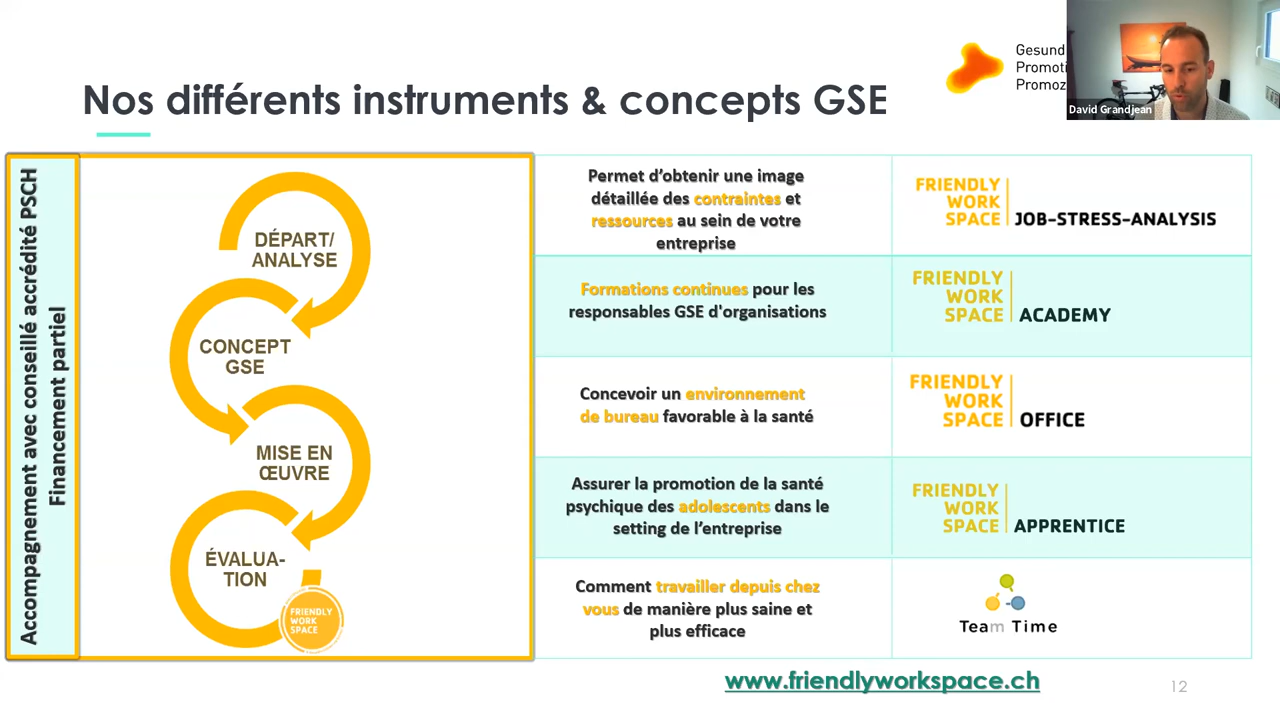 Nos différents instruments & concepts GSE
Gesund
Promoti
Promoz
David Grandjean
Accompagnement avec conseillé accrédité PSCH
Financement partiel
DÉPART/
ANALYSE
CONCEPT
GSE
MISE EN
ŒUVRE
ÉVALUA-
TION
FRIENDLY
WORK
SPACE
Permet d'obtenir une image
détaillée des contraintes et
ressources au sein de votre
entreprise
FRIENDLY
WORK
SPACE
JOB-STRESS-ANALYSIS
Formations continues pour les
responsables GSE d'organisations
FRIENDLY
WORK
SPACE
ACADEMY
Concevoir un environnement
de bureau favorable à la santé
FRIENDLY
WORK
SPACE
OFFICE
Assurer la promotion de la santé
psychique des adolescents dans le
setting de l'entreprise
FRIENDLY
WORK
SPACE
APPRENTICE
Comment travailler depuis chez
vous de manière plus saine et
plus efficace
Team Time
www.friendlyworkspace.ch
12